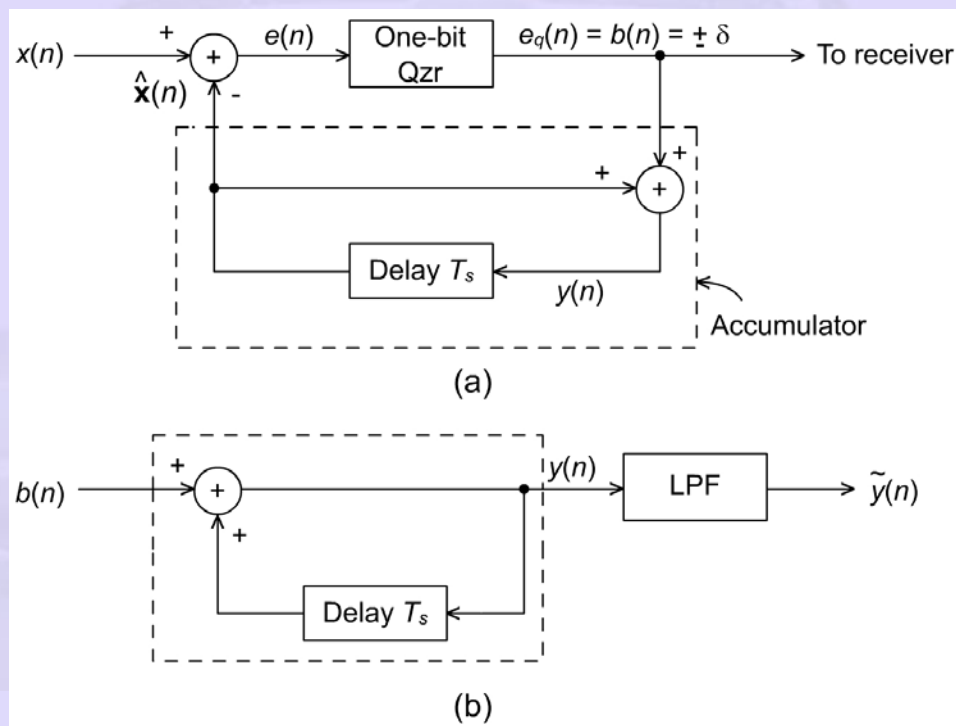 x(n) + + e(n) One-bit Qzr e_q(n) = b(n) = ± δ To receiver
x̂(n) -
+
+ +
Delay T_s y(n)
Accumulator
(a)
b(n) + + y(n) LPF ỹ(n)
+
Delay T_s
(b)